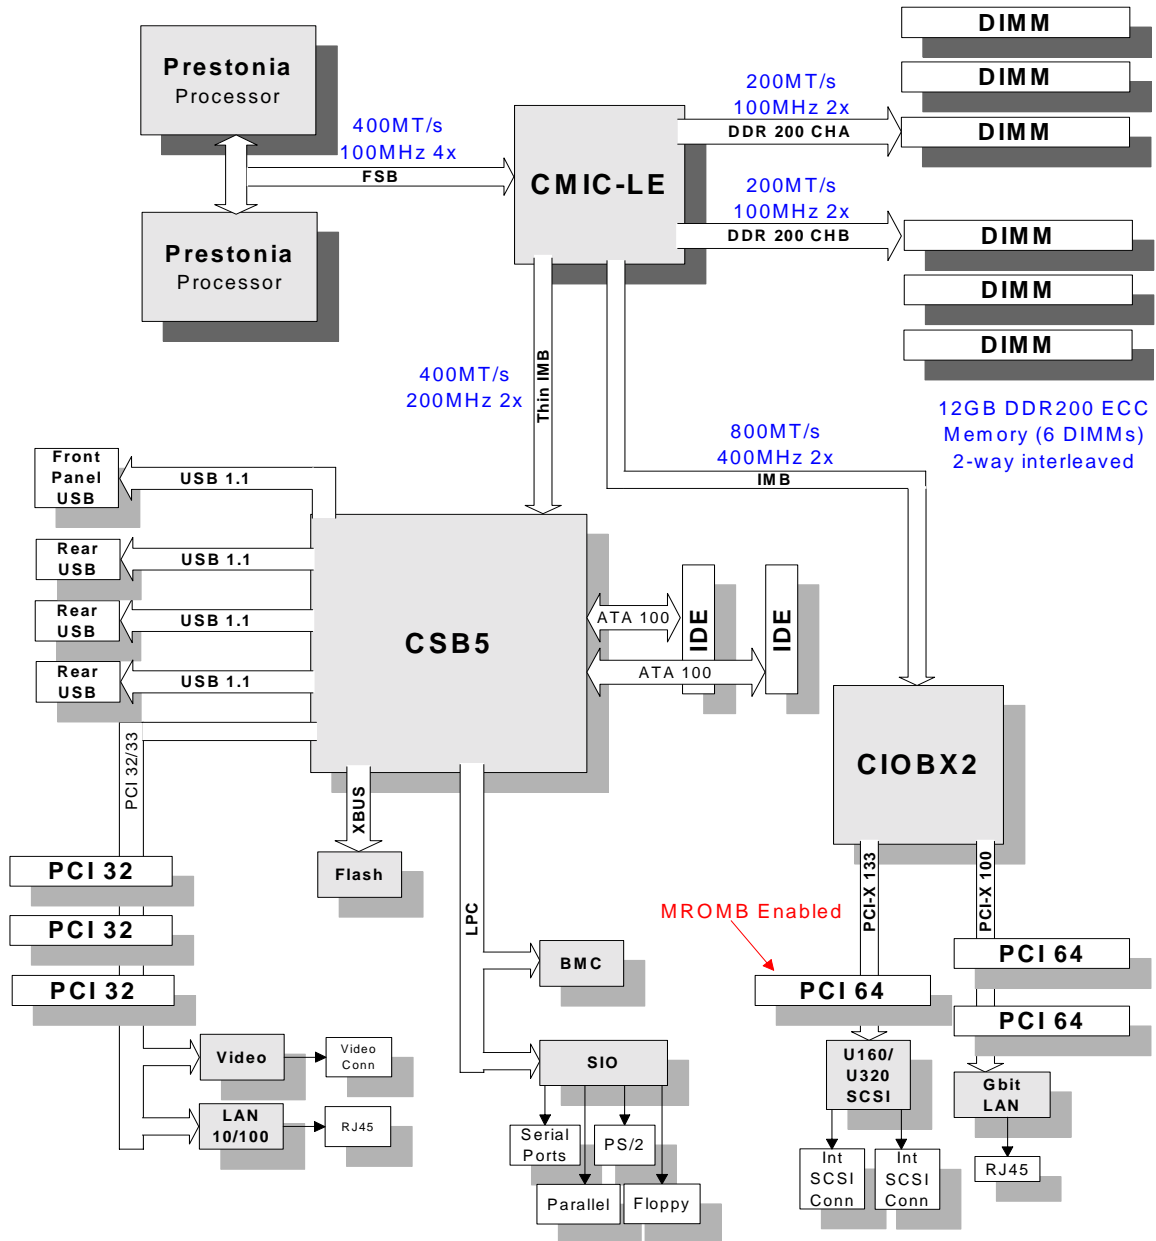 DIMM
Prestonia
Processor
DIMM
200MT/s
100MHz 2x
DDR 200 CHA
DIMM
400MT/s
100MHz 4x
FSB
CMIC-LE
200MT/s
100MHz 2x
DDR 200 CHB
DIMM
Prestonia
Processor
DIMM
DIMM
Thin IMB
400MT/s
200MHz 2x
12GB DDR200 ECC
Memory (6 DIMMs)
2-way interleaved
800MT/s
400MHz 2x
IMB
Front
Panel
USB
USB 1.1
Rear
USB
USB 1.1
Rear
USB
USB 1.1
Rear
USB
USB 1.1
CSB5
ATA 100
IDE
IDE
ATA 100
PCI 32/33
CIOBX2
XBUS
Flash
LPC
PCI-X 133
PCI-X 100
PCI 32
PCI 32
PCI 32
MROMB Enabled
PCI 64
PCI 64
PCI 64
BMC
Video
Video
Conn
LAN
10/100
RJ45
SIO
Serial
Ports
PS/2
Parallel
Floppy
U160/
U320
SCSI
Int
SCSI
Conn
Int
SCSI
Conn
Gbit
LAN
RJ45